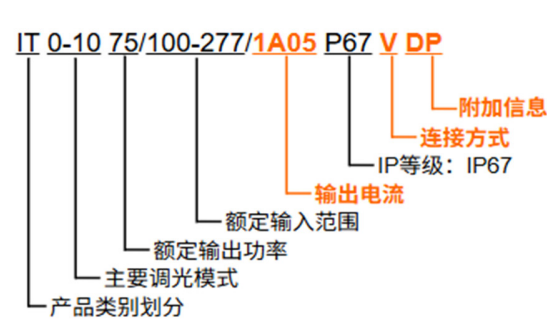 IT 0-10 75/100-277/1A05 P67 V DP
附加信息
连接方式
IP等级：IP67
输出电流
额定输入范围
额定输出功率
主要调光模式
产品类别划分